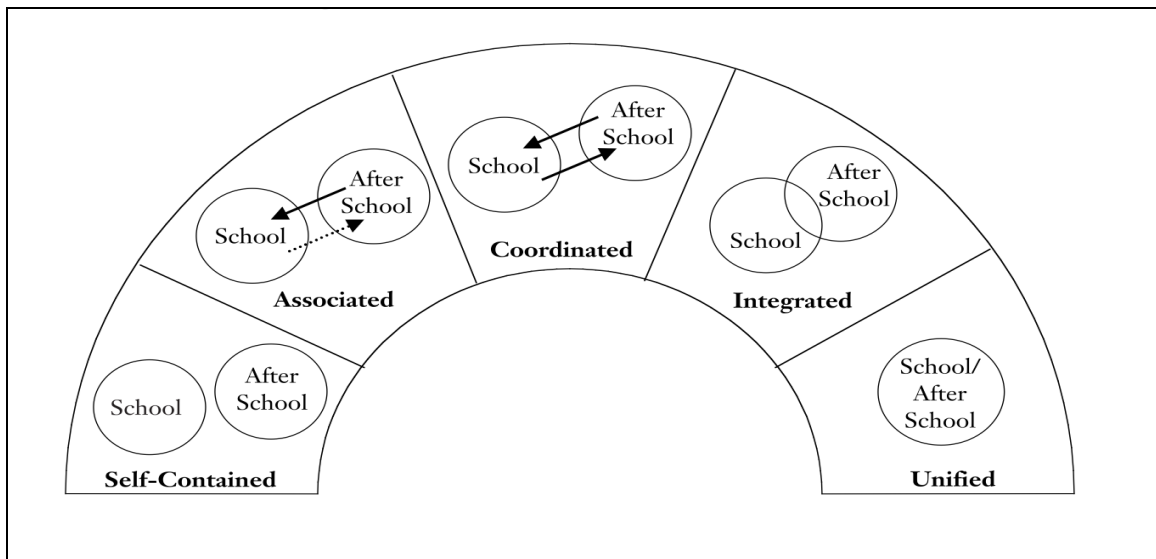 School
After
School
Self-Contained
School
After
School
Associated
School
After
School
Coordinated
School
After
School
Integrated
School/
After
School
Unified